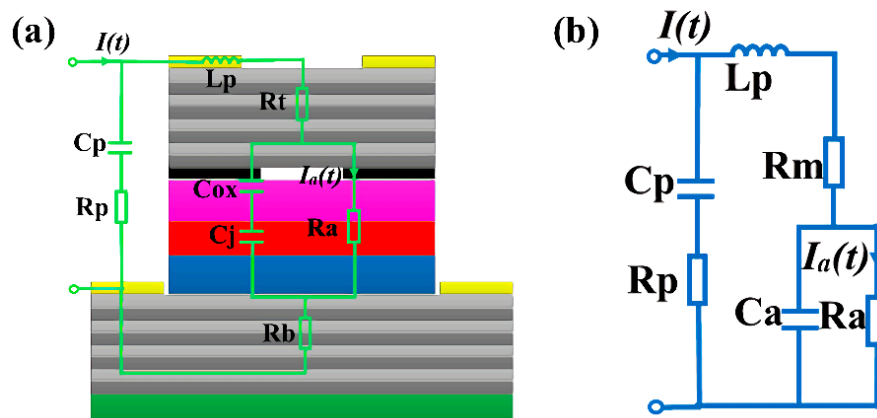 (a)
I(t)
Lp
Rt
Cp
Iₐ(t)
Cox
Rp
Ra
Cj
Rb
(b)
I(t)
Lp
Rm
Cp
Iₐ(t)
Rp
Ca
Ra